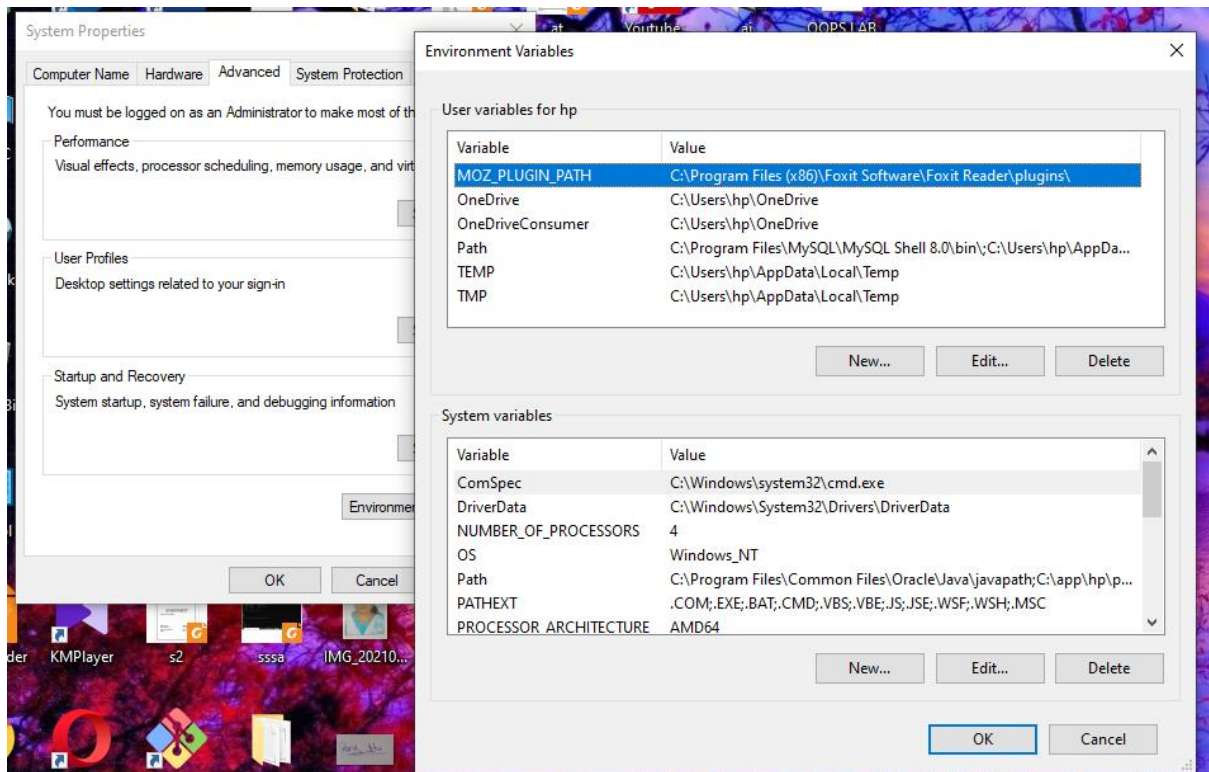 at Youtube ai OOPS LAB
System Properties
Computer Name Hardware Advanced System Protection
You must be logged on as an Administrator to make most of th
Performance
Visual effects, processor scheduling, memory usage, and virt
User Profiles
Desktop settings related to your sign-in
Startup and Recovery
System startup, system failure, and debugging information
Environmen
OK Cancel
Environment Variables
User variables for hp
Variable Value
MOZ_PLUGIN_PATH C:\Program Files (x86)\Foxit Software\Foxit Reader\plugins\
OneDrive C:\Users\hp\OneDrive
OneDriveConsumer C:\Users\hp\OneDrive
Path C:\Program Files\MySQL\MySQL Shell 8.0\bin\;C:\Users\hp\AppDa...
TEMP C:\Users\hp\AppData\Local\Temp
TMP C:\Users\hp\AppData\Local\Temp
New... Edit... Delete
System variables
Variable Value
ComSpec C:\Windows\system32\cmd.exe
DriverData C:\Windows\System32\Drivers\DriverData
NUMBER_OF_PROCESSORS 4
OS Windows_NT
Path C:\Program Files\Common Files\Oracle\Java\javapath;C:\app\hp\p...
PATHEXT .COM;.EXE;.BAT;.CMD;.VBS;.VBE;.JS;.JSE;.WSF;.WSH;.MSC
PROCESSOR_ARCHITECTURE AMD64
New... Edit... Delete
OK Cancel
der KMPlayer s2 sssa IMG_20210...